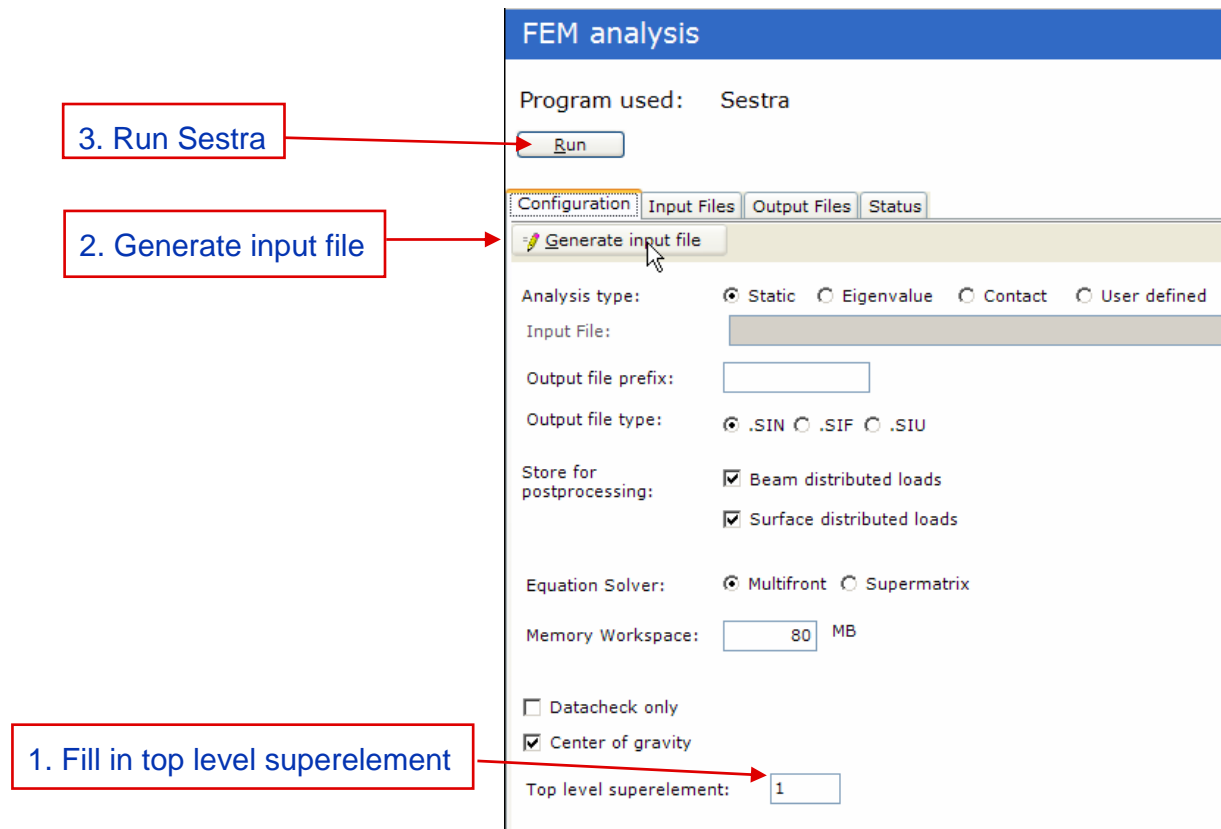 FEM analysis
Program used: Sestra
3. Run Sestra
Run
Configuration Input Files Output Files Status
2. Generate input file
Generate input file
Analysis type: Static Eigenvalue Contact User defined
Input File:
Output file prefix:
Output file type: .SIN .SIF .SIU
Store for
postprocessing:
Beam distributed loads
Surface distributed loads
Equation Solver: Multifront Supermatrix
Memory Workspace: 80 MB
Datacheck only
Center of gravity
1. Fill in top level superelement
Top level superelement: 1